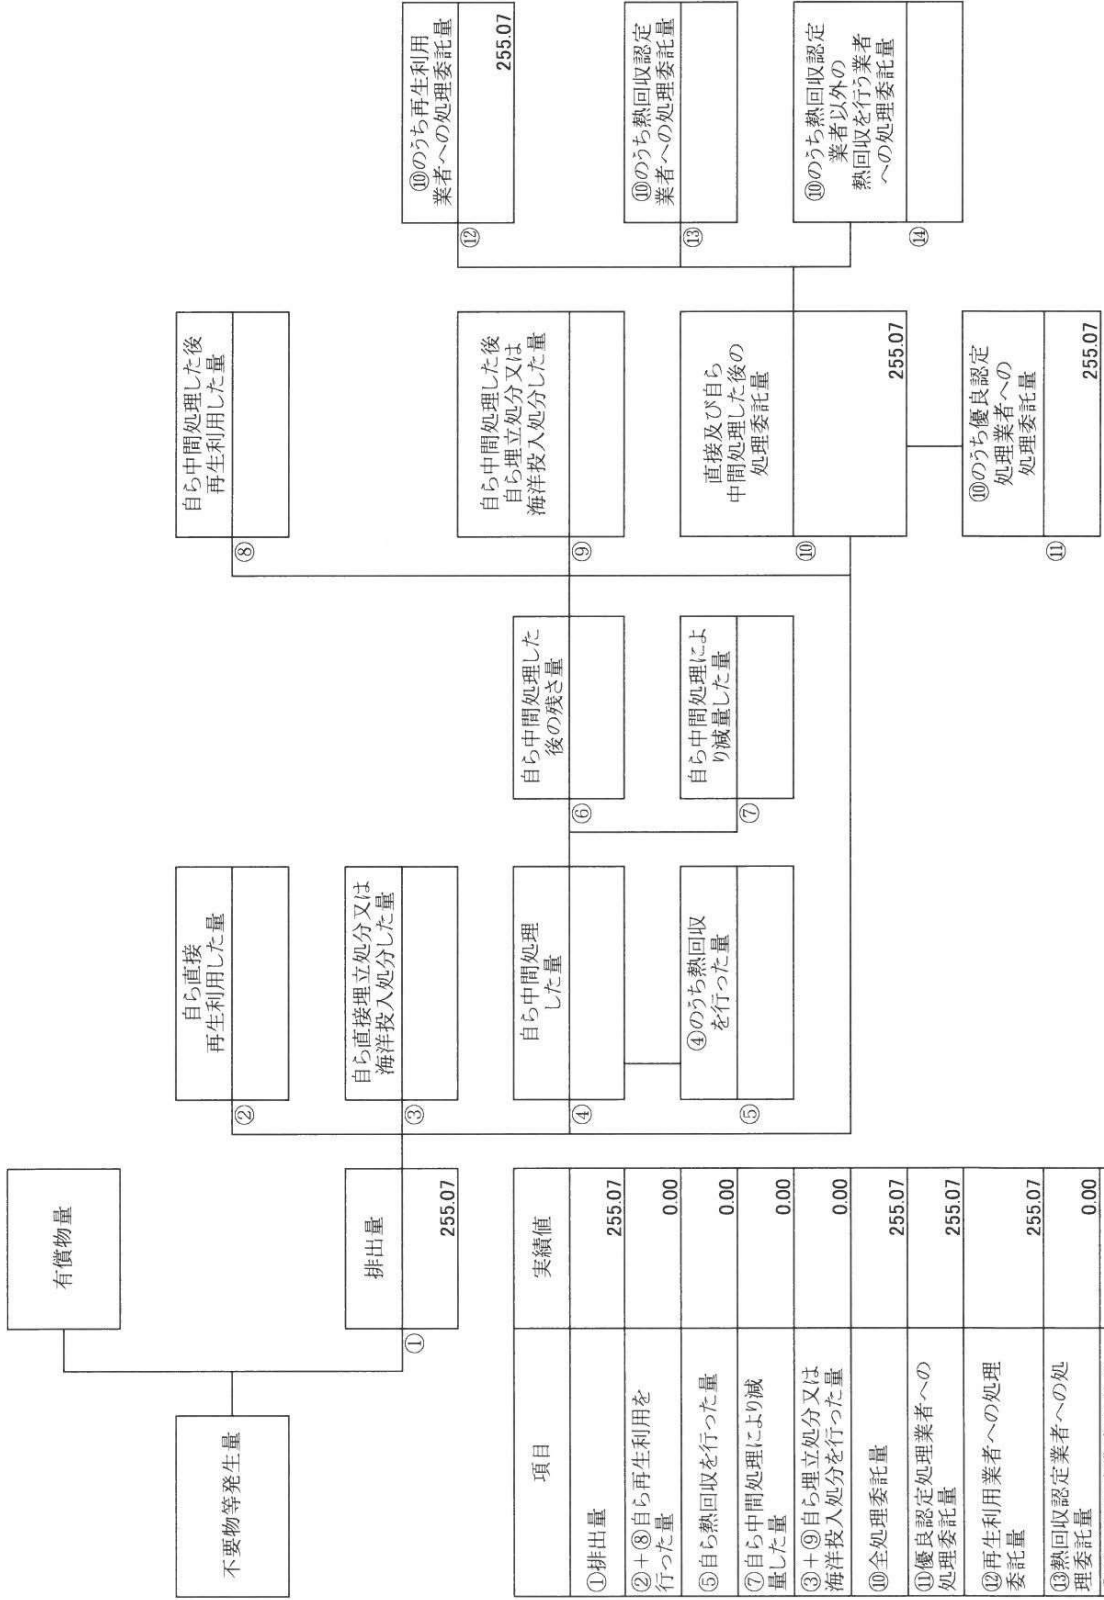 不要物等発生量
有償物量
①
排出量
255.07
②
自ら直接
再生利用した量
③
自ら直接埋立処分又は
海洋投入処分した量
④
自ら中間処理
した量
⑤
④のうち熱回収
を行った量
⑥
自ら中間処理した
後の残さ量
⑦
自ら中間処理によ
り減量した量
⑧
自ら中間処理した後
再生利用した量
⑨
自ら中間処理した後
自ら埋立処分又は
海洋投入処分した量
⑩
直接及び自ら
中間処理した後の
処理委託量
255.07
⑪
⑩のうち優良認定
処理業者への
処理委託量
255.07
⑫
⑩のうち再生利用
業者への処理委託量
255.07
⑬
⑩のうち熱回収認定
業者への処理委託量
⑭
⑩のうち熱回収認定
業者以外の
熱回収を行う業者
への処理委託量
項目 実績値
①排出量 255.07
②+⑧自ら再生利用を
行った量 0.00
⑤自ら熱回収を行った量 0.00
⑦自ら中間処理により減
量した量 0.00
③+⑨自ら埋立処分又は
海洋投入処分を行った量 0.00
⑩全処理委託量 255.07
⑪優良認定処理業者への
処理委託量 255.07
⑫再生利用業者への処理
委託量 255.07
⑬熱回収認定業者への処
理委託量 0.00